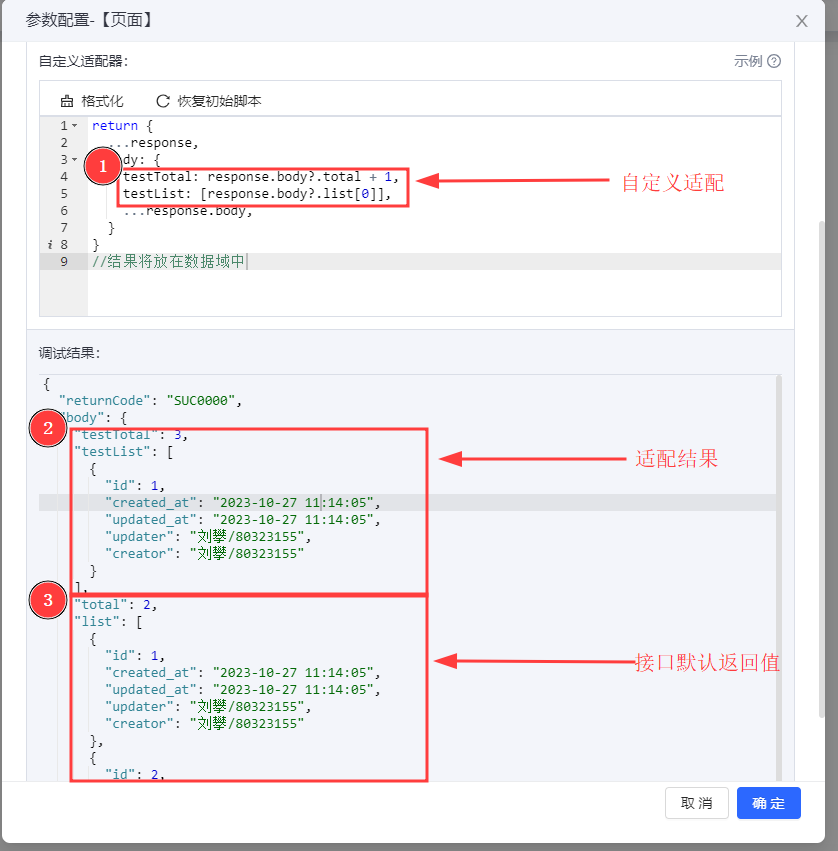 参数配置-【页面】
自定义适配器:
示例
格式化 恢复初始脚本
1 return {
2 ...response,
3 dy: {
1
4 testTotal: response.body?.total + 1,
5 testList: [response.body?.list[0]],
自定义适配
6 ...response.body,
7 }
i 8 }
9 //结果将放在数据域中
调试结果:
{
"returnCode": "SUC0000",
body": {
2
"testTotal": 3,
"testList": [
适配结果
{
"id": 1,
"created_at": "2023-10-27 11:14:05",
"updated_at": "2023-10-27 11:14:05",
"updater": "刘攀/80323155",
"creator": "刘攀/80323155"
}
],
3
"total": 2,
"list": [
{
"id": 1,
接口默认返回值
"created_at": "2023-10-27 11:14:05",
"updated_at": "2023-10-27 11:14:05",
"updater": "刘攀/80323155",
"creator": "刘攀/80323155"
},
{
"id": 2,
取 消
确 定